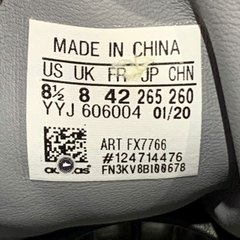 MADE IN CHINA
US UK FR JP CHN
8½ 8 42 265 260
YYJ 606004 01/20
ART FX7766
#124714476
adidas FN3KV8B100678